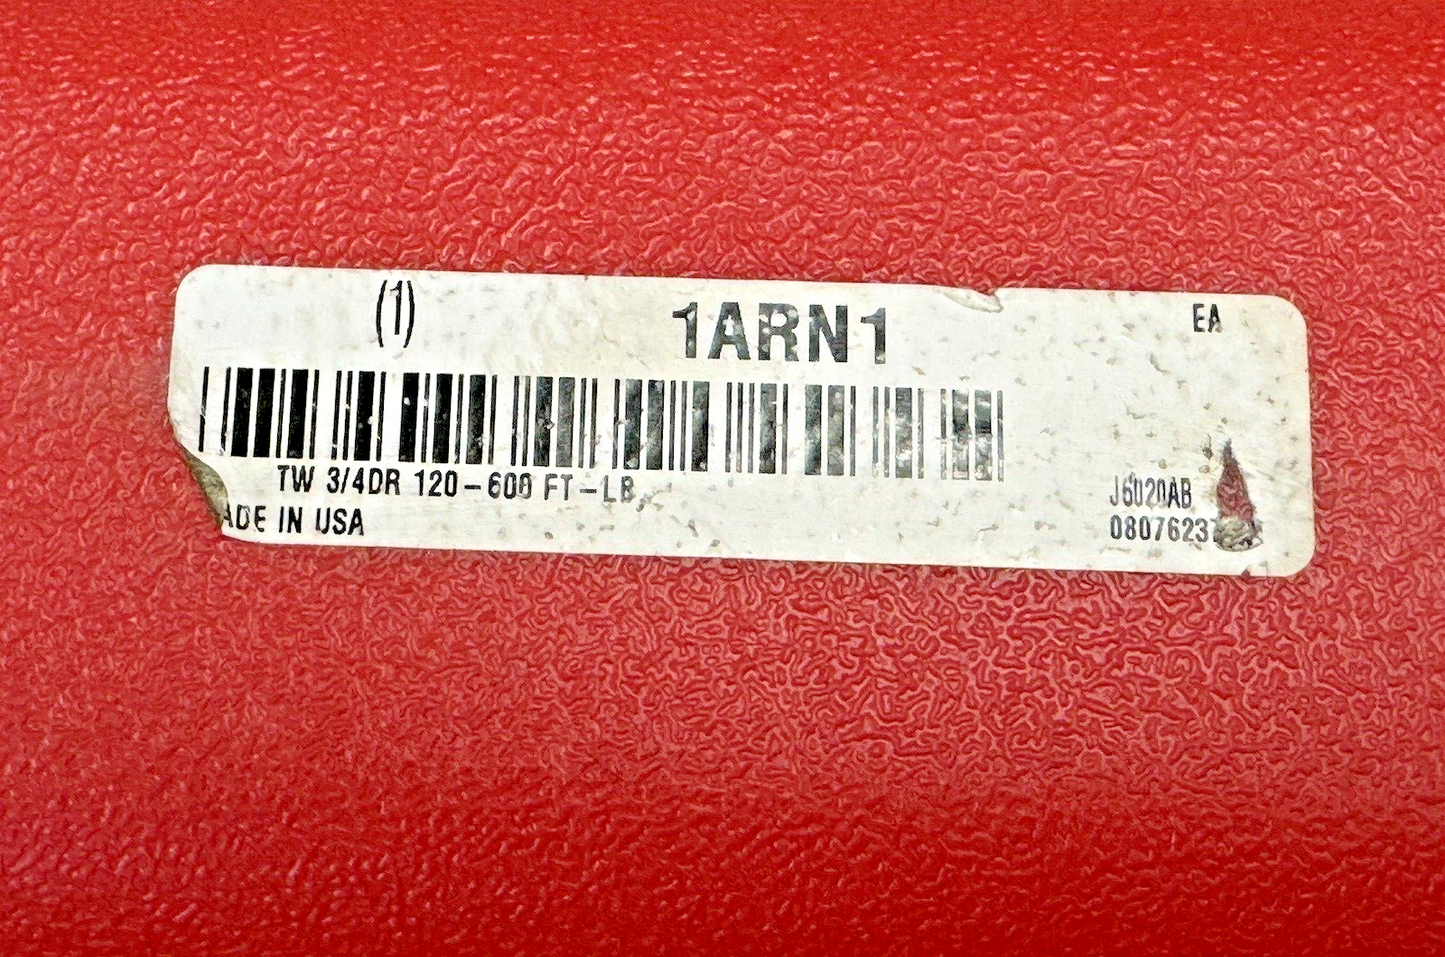 (1) 1ARN1 EA
TW 3/4DR 120-600 FT-LB
J6020AB
ADE IN USA
08076237